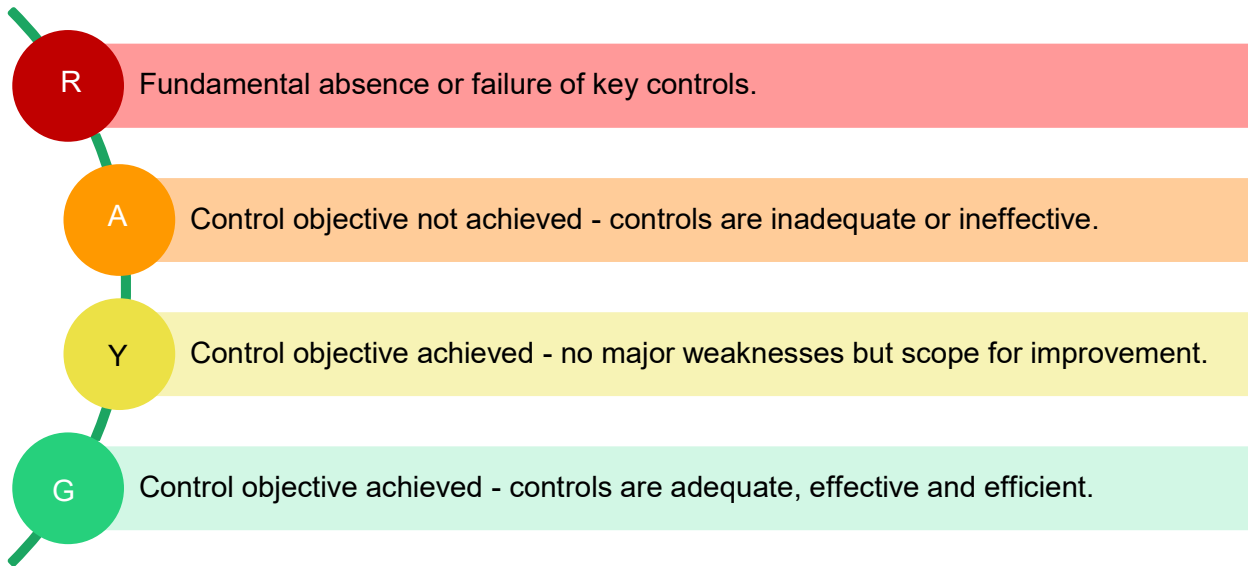 R
Fundamental absence or failure of key controls.
A
Control objective not achieved - controls are inadequate or ineffective.
Y
Control objective achieved - no major weaknesses but scope for improvement.
G
Control objective achieved - controls are adequate, effective and efficient.